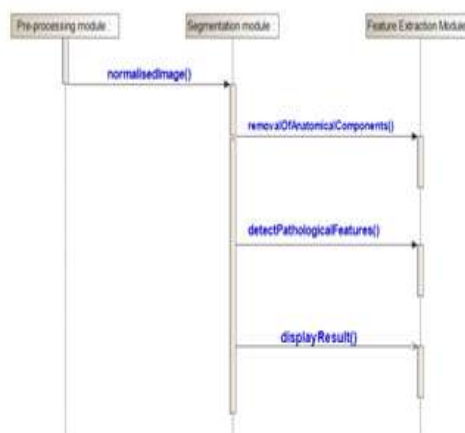 Pre-processing module
Segmentation module
Feature Extraction Module
normalisedImage()
removalOfAnatomicalComponents()
detectPathologicalFeatures()
displayResult()